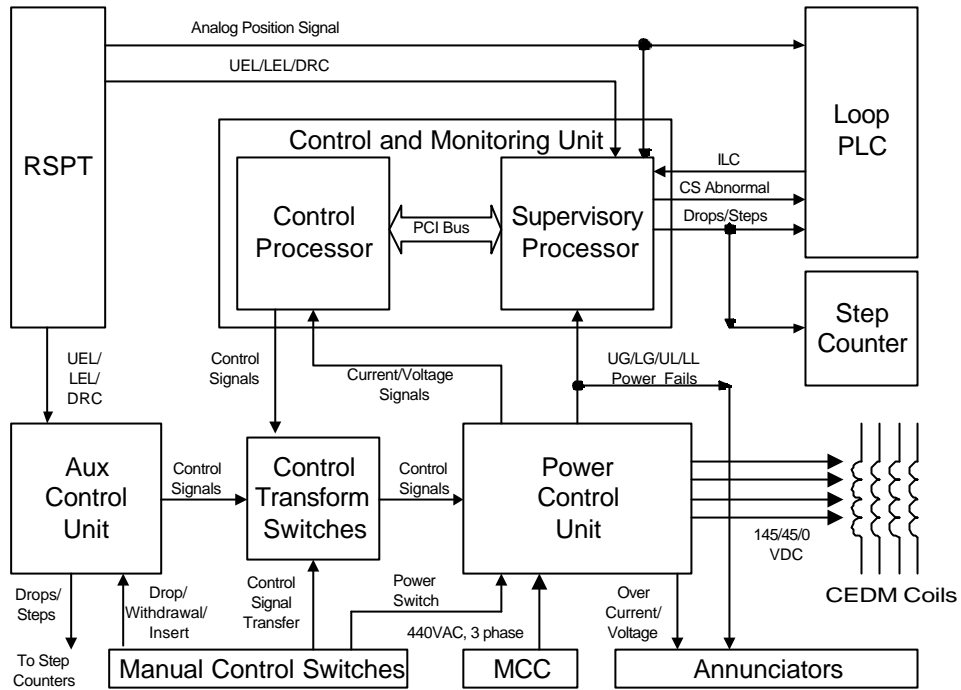 Analog Position Signal
UEL/LEL/DRC
RSPT
Loop
PLC
Control and Monitoring Unit
Control
Processor
PCI Bus
Supervisory
Processor
ILC
CS Abnormal
Drops/Steps
Step
Counter
UEL/
LEL/
DRC
Control
Signals
Current/Voltage
Signals
UG/LG/UL/LL
Power Fails
Aux
Control
Unit
Control
Signals
Control
Transform
Switches
Control
Signals
Power
Control
Unit
145/45/0
VDC
CEDM Coils
Drops/
Steps
Drop/
Withdrawal/
Insert
Control
Signal
Transfer
Power
Switch
440VAC, 3 phase
Over
Current/
Voltage
To Step
Counters
Manual Control Switches
MCC
Annunciators